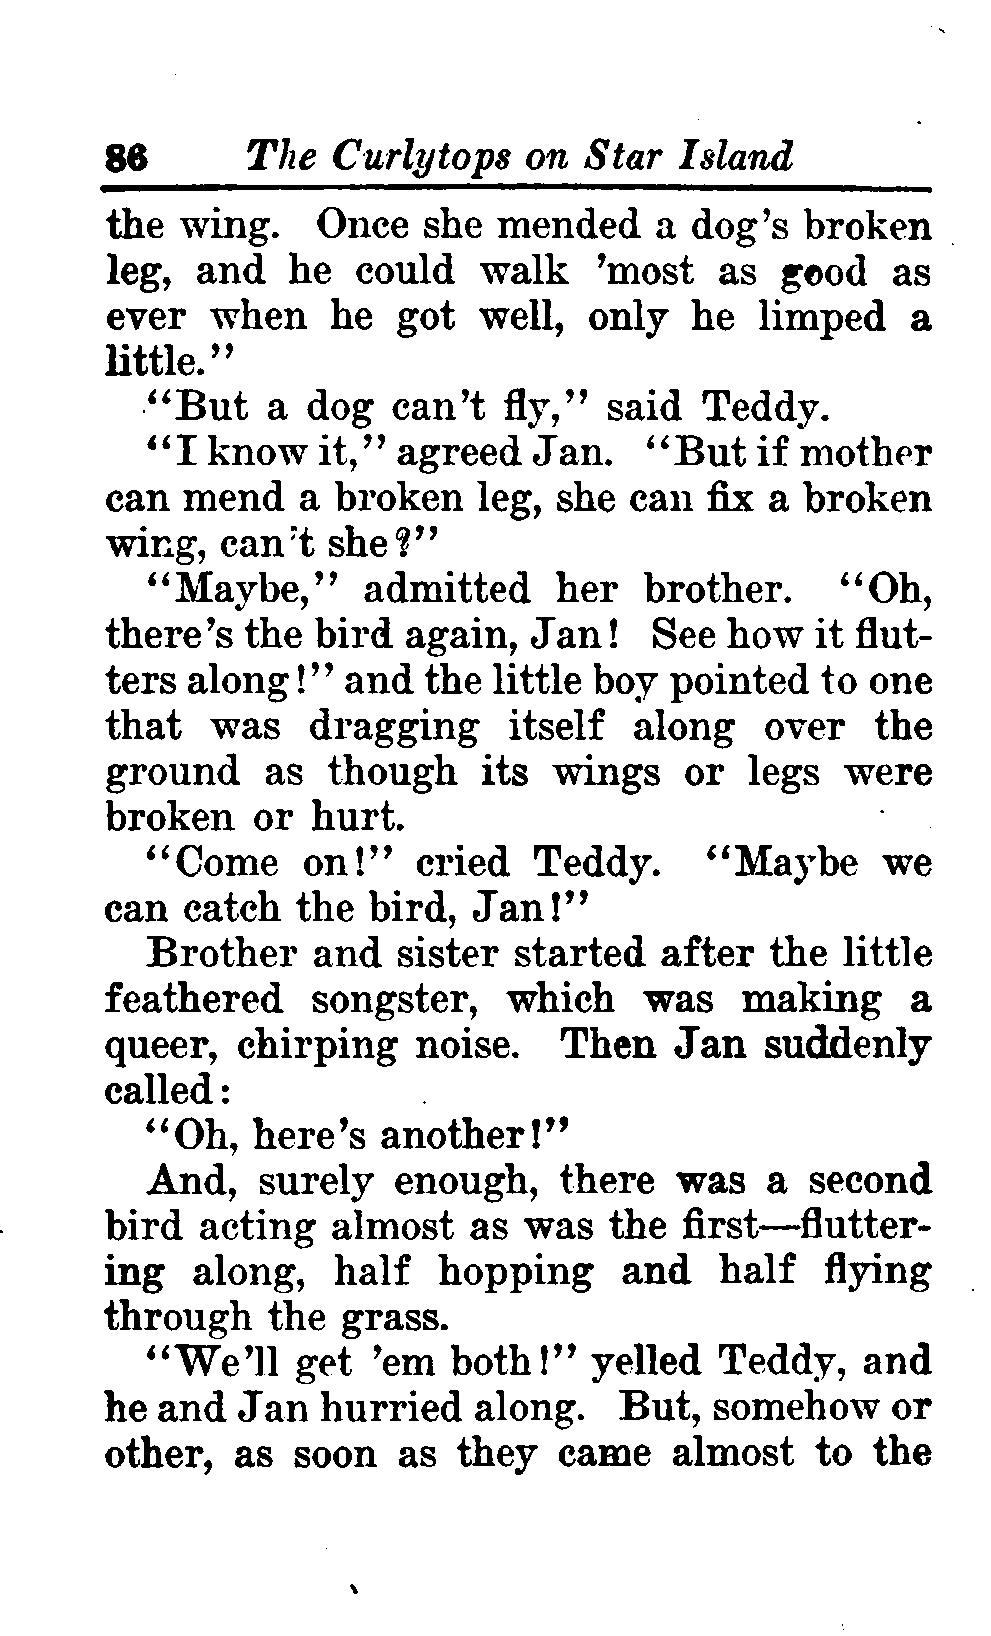 86 The Curlytops on Star Island
the wing. Once she mended a dog's broken
leg, and he could walk 'most as good as
ever when he got well, only he limped a
little."
"But a dog can't fly," said Teddy.
"I know it," agreed Jan. "But if mother
can mend a broken leg, she can fix a broken
wing, can't she?"
"Maybe," admitted her brother. "Oh,
there's the bird again, Jan! See how it flut-
ters along!" and the little boy pointed to one
that was dragging itself along over the
ground as though its wings or legs were
broken or hurt.
"Come on!" cried Teddy. "Maybe we
can catch the bird, Jan!"
Brother and sister started after the little
feathered songster, which was making a
queer, chirping noise. Then Jan suddenly
called:
"Oh, here's another!"
And, surely enough, there was a second
bird acting almost as was the first—flutter-
ing along, half hopping and half flying
through the grass.
"We'll get 'em both!" yelled Teddy, and
he and Jan hurried along. But, somehow or
other, as soon as they came almost to the